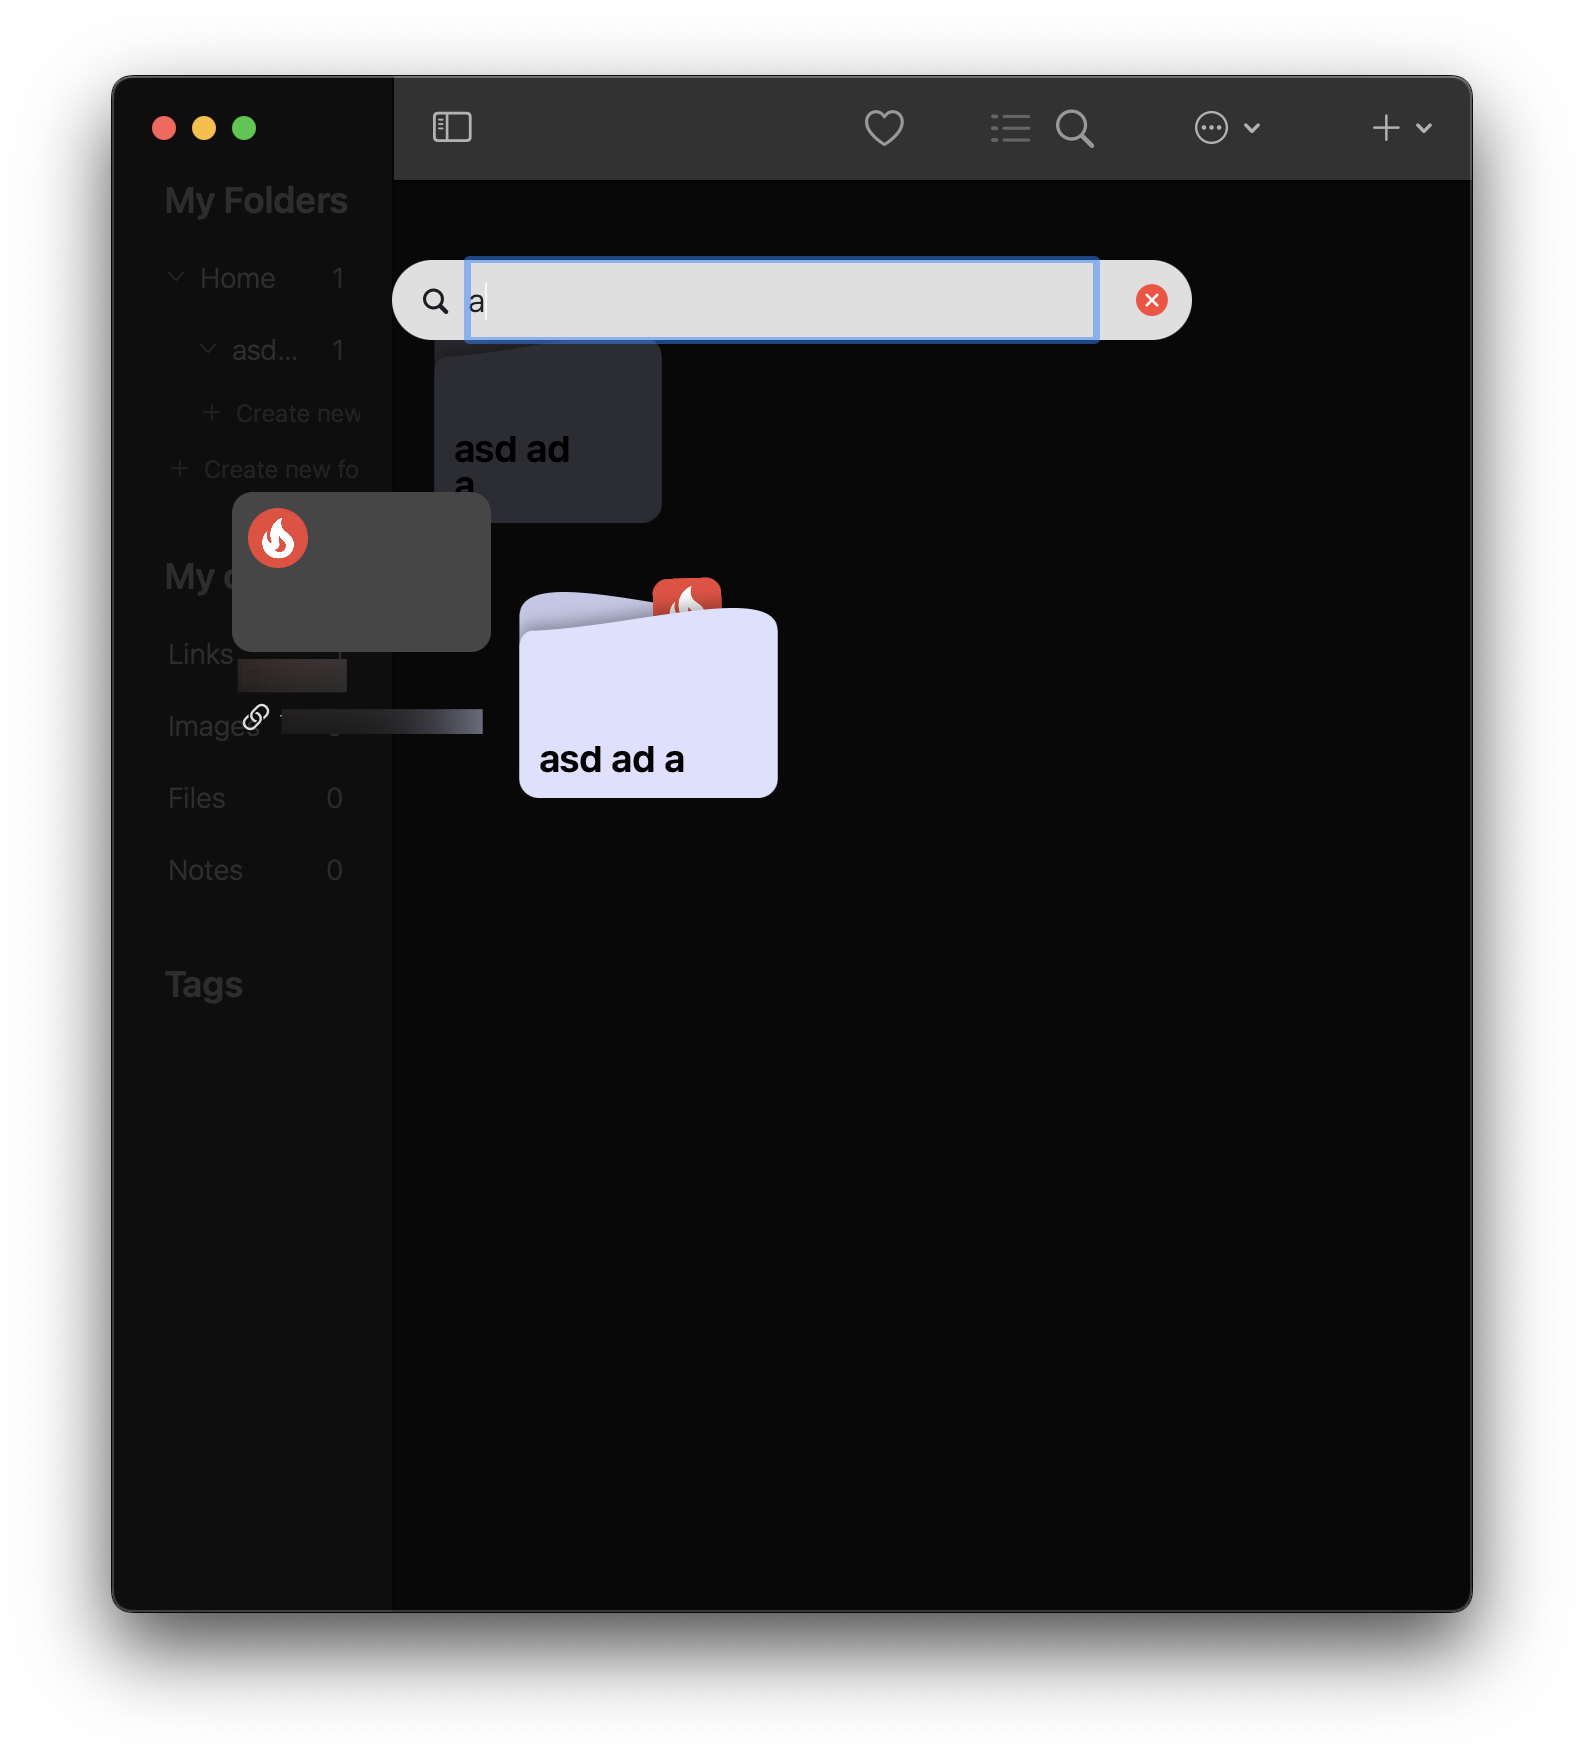 My Folders
Home 1
asd... 1
Create new
Create new fo
a
asd ad
a
My
Links
Images
Files 0
Notes 0
Tags
asd ad a